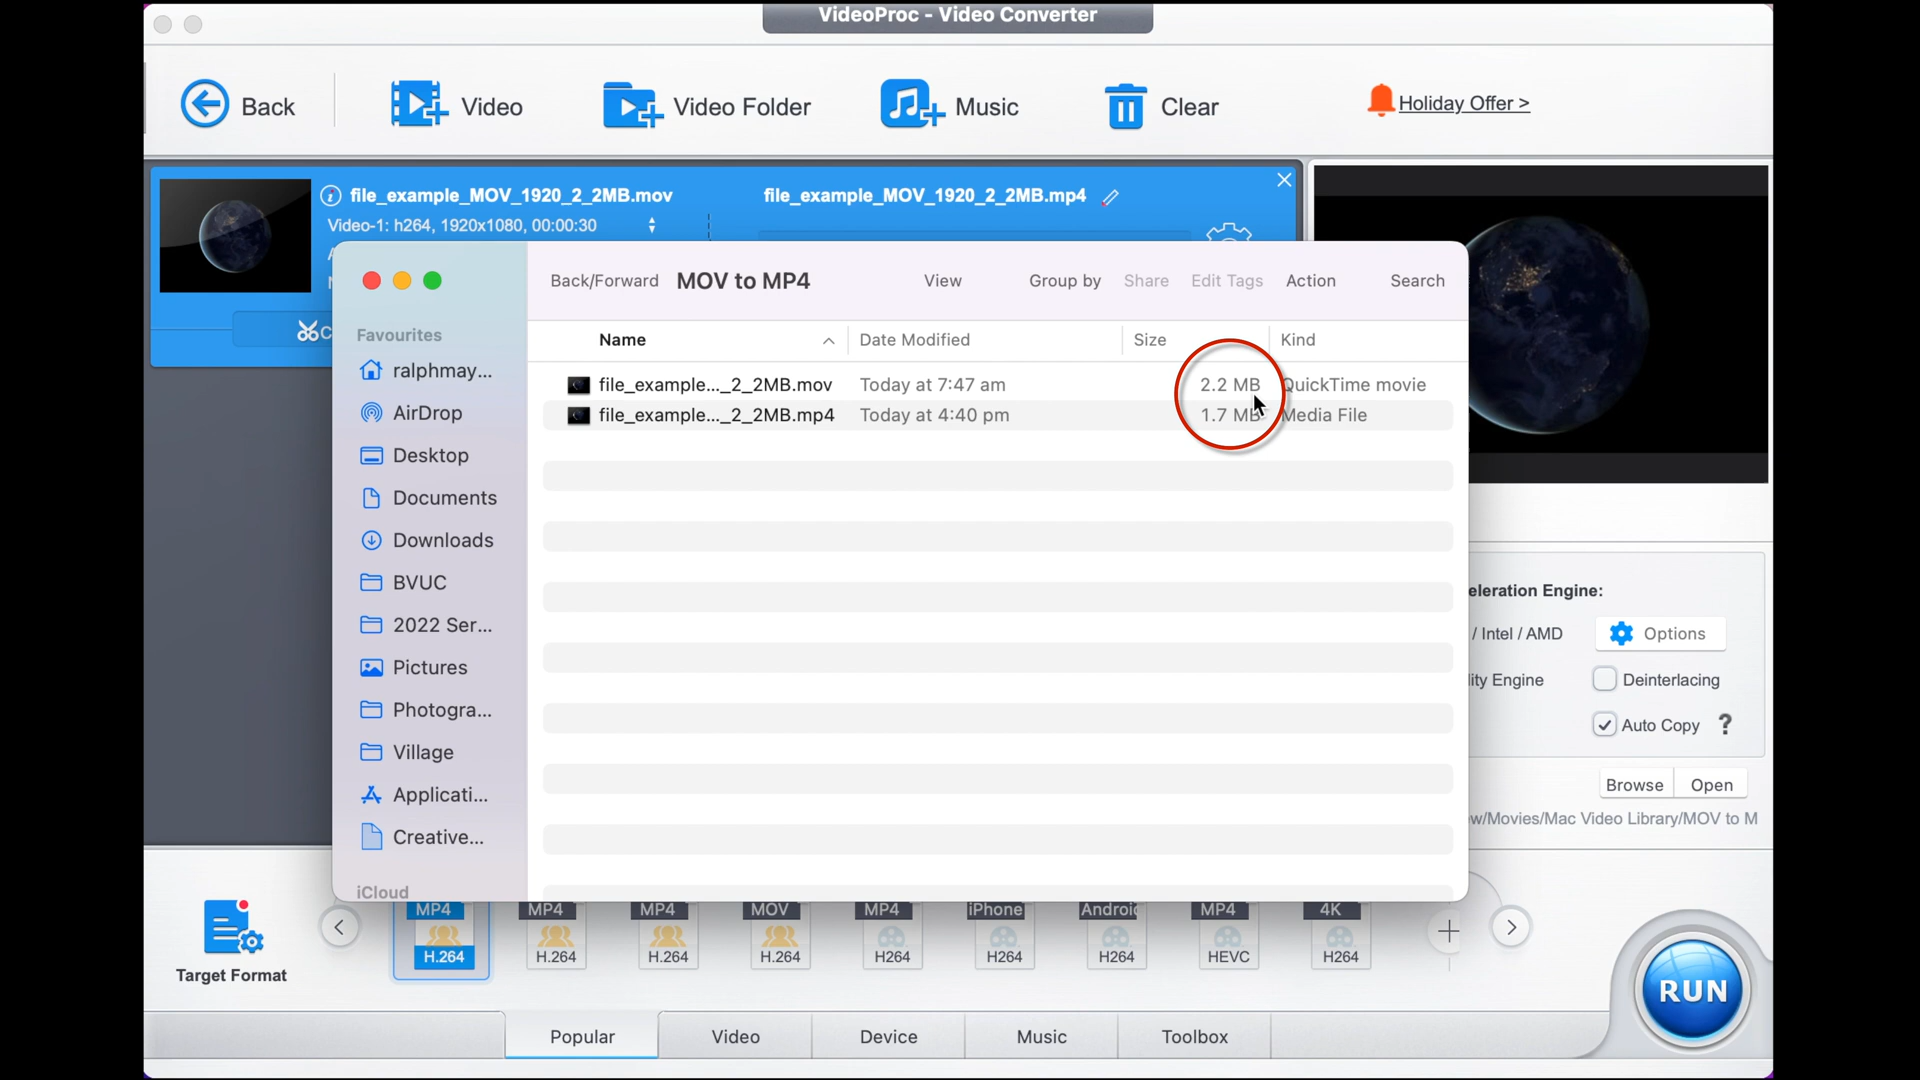 VideoProc - Video Converter
Back
Video
Video Folder
Music
Clear
Holiday Offer >
file_example_MOV_1920_2_2MB.mov
file_example_MOV_1920_2_2MB.mp4
Video-1: h264, 1920x1080, 00:00:30
Back/Forward
MOV to MP4
View
Group by
Share
Edit Tags
Action
Search
Favourites
ralphmay...
AirDrop
Desktop
Documents
Downloads
BVUC
2022 Ser...
Pictures
Photogra...
Village
Applicati...
Creative...
iCloud
Name
Date Modified
Size
Kind
file_example..._2_2MB.mov
Today at 7:47 am
2.2 MB
QuickTime movie
file_example..._2_2MB.mp4
Today at 4:40 pm
1.7 MB
Media File
eleration Engine:
/ Intel / AMD
Options
lity Engine
Deinterlacing
Auto Copy
?
Browse
Open
w/Movies/Mac Video Library/MOV to M
Target Format
MP4
H.264
MP4
H.264
MP4
H.264
MOV
H.264
MP4
H264
iPhone
H264
Android
H264
MP4
HEVC
4K
H264
RUN
Popular
Video
Device
Music
Toolbox